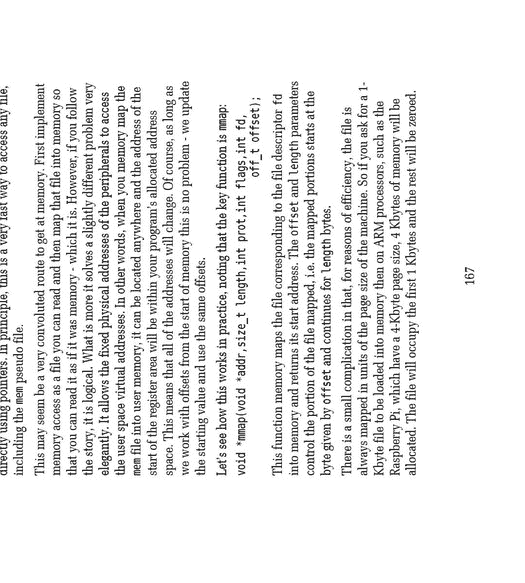 directly using pointers. In principle, this is a very fast way to access any file,
including the mem pseudo file.
This may seem be a very convoluted route to get at memory. First implement
memory access as a file you can read and then map that file into memory so
that you can read it as if it was memory - which it is. However, if you follow
the story, it is logical. What is more it solves a slightly different problem very
elegantly. It allows the fixed physical addresses of the peripherals to access
the user space virtual addresses. In other words, when you memory map the
mem file into user memory, it can be located anywhere and the address of the
start of the register area will be within your program's allocated address
space. This means that all of the addresses will change. Of course, as long as
we work with offsets from the start of memory this is no problem - we update
the starting value and use the same offsets.
Let's see how this works in practice, noting that the key function is mmap:
void *mmap(void *addr,size_t length,int prot,int flags,int fd,
off_t offset);
This function memory maps the file corresponding to the file descriptor fd
into memory and returns its start address. The offset and length parameters
control the portion of the file mapped, i.e. the mapped portions starts at the
byte given by offset and continues for length bytes.
There is a small complication in that, for reasons of efficiency, the file is
always mapped in units of the page size of the machine. So if you ask for a 1-
Kbyte file to be loaded into memory then on ARM processors, such as the
Raspberry Pi, which have a 4-Kbyte page size, 4 Kbytes of memory will be
allocated. The file will occupy the first 1 Kbytes and the rest will be zeroed.
167